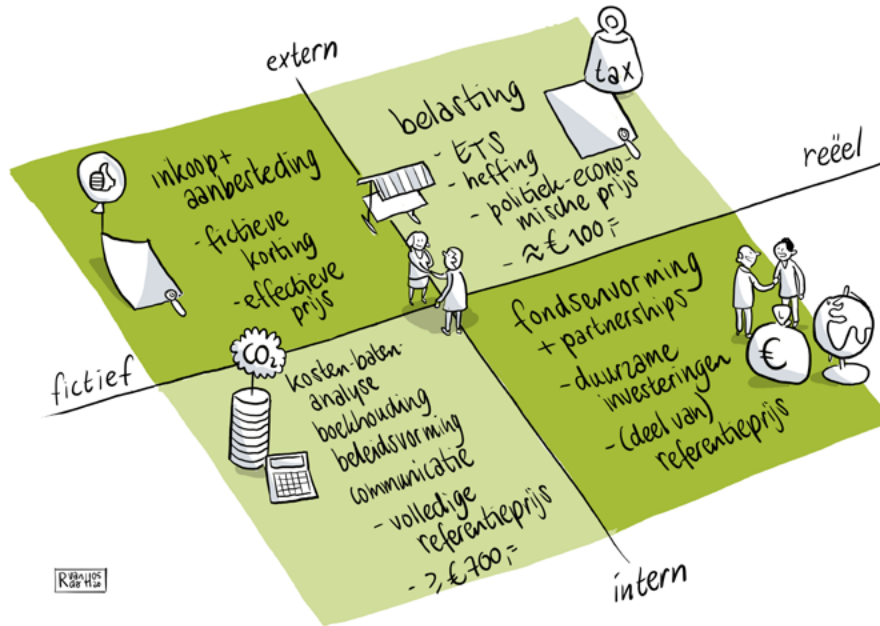 extern
reëel
fictief
intern
inkoop+
aanbesteding
- fictieve
korting
- effectieve
prijs
belasting
- ETS
- heffing
- politiek-econo-
mische prijs
- ≈ € 100,=
tax
CO₂
kosten-baten-
analyse
boekhouding
beleidsvorming
communicatie
- volledige
referentieprijs
- ≥ € 700,=
fondsenvorming
+ partnerships
- duurzame
investeringen
- (deel van)
referentieprijs
€